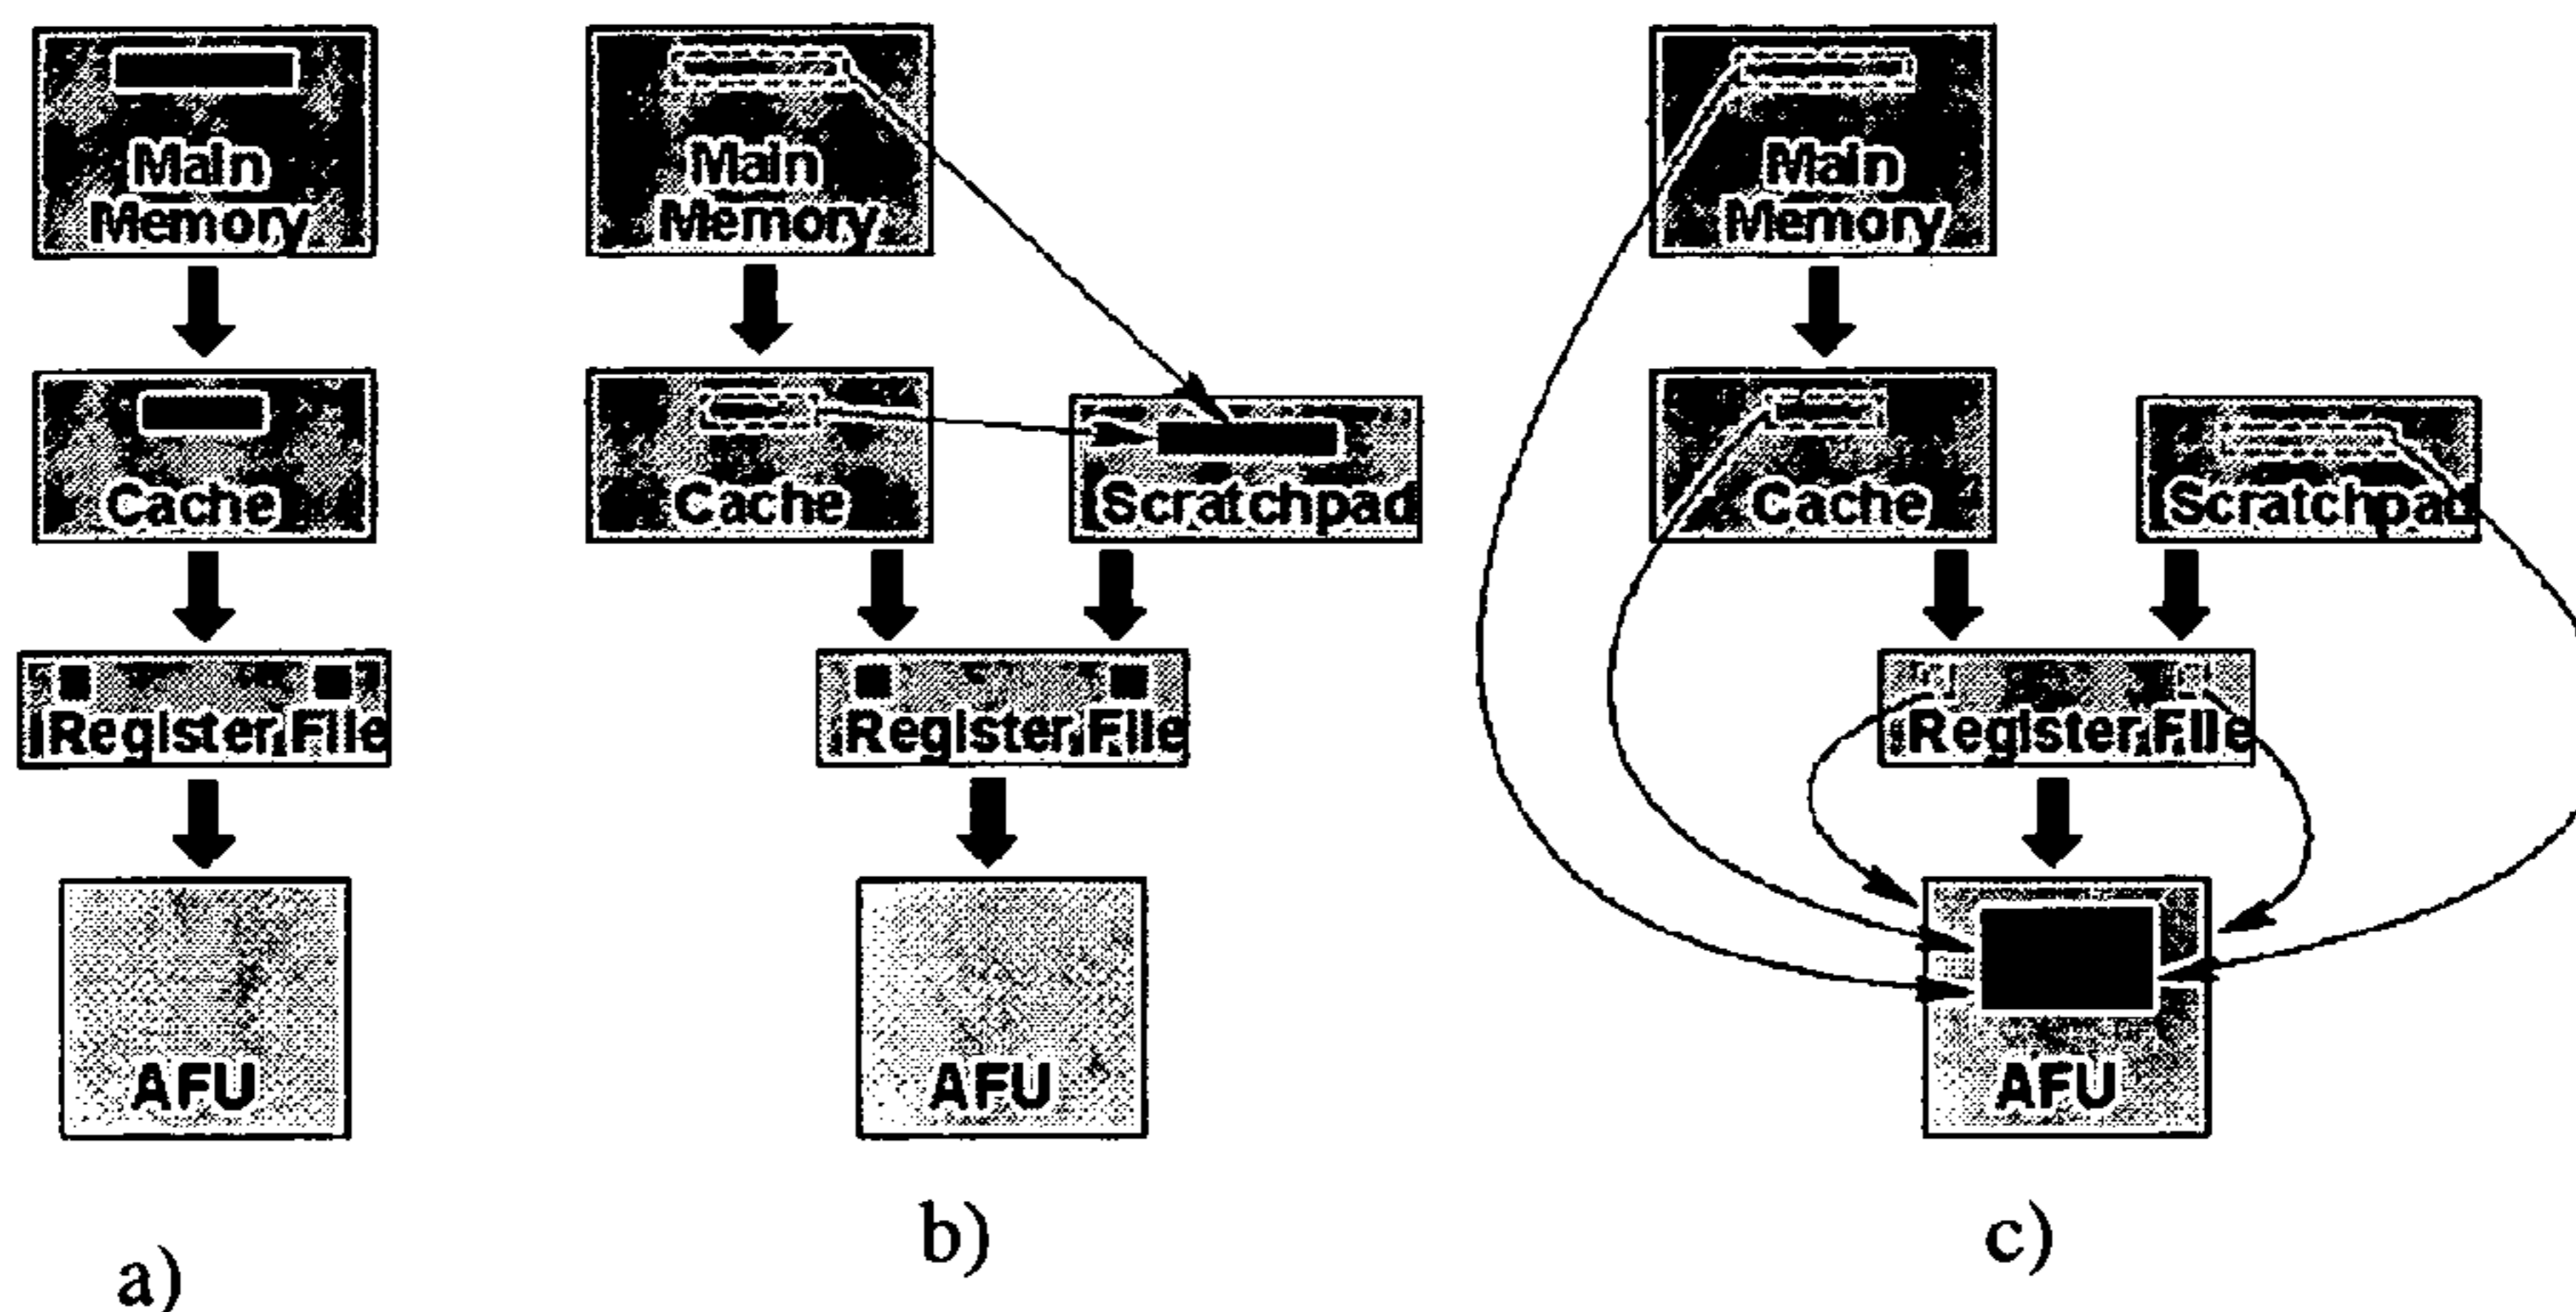 Main
Memory
Cache
Register File
AFU
a)
Main
Memory
Cache
Scratchpad
Register File
AFU
b)
Main
Memory
Cache
Scratchpad
Register File
AFU
c)